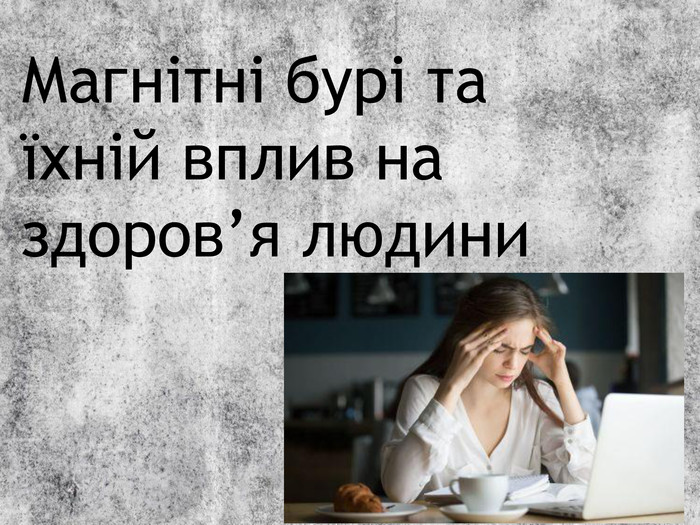 Магнітні бурі та
їхній вплив на
здоров’я людини